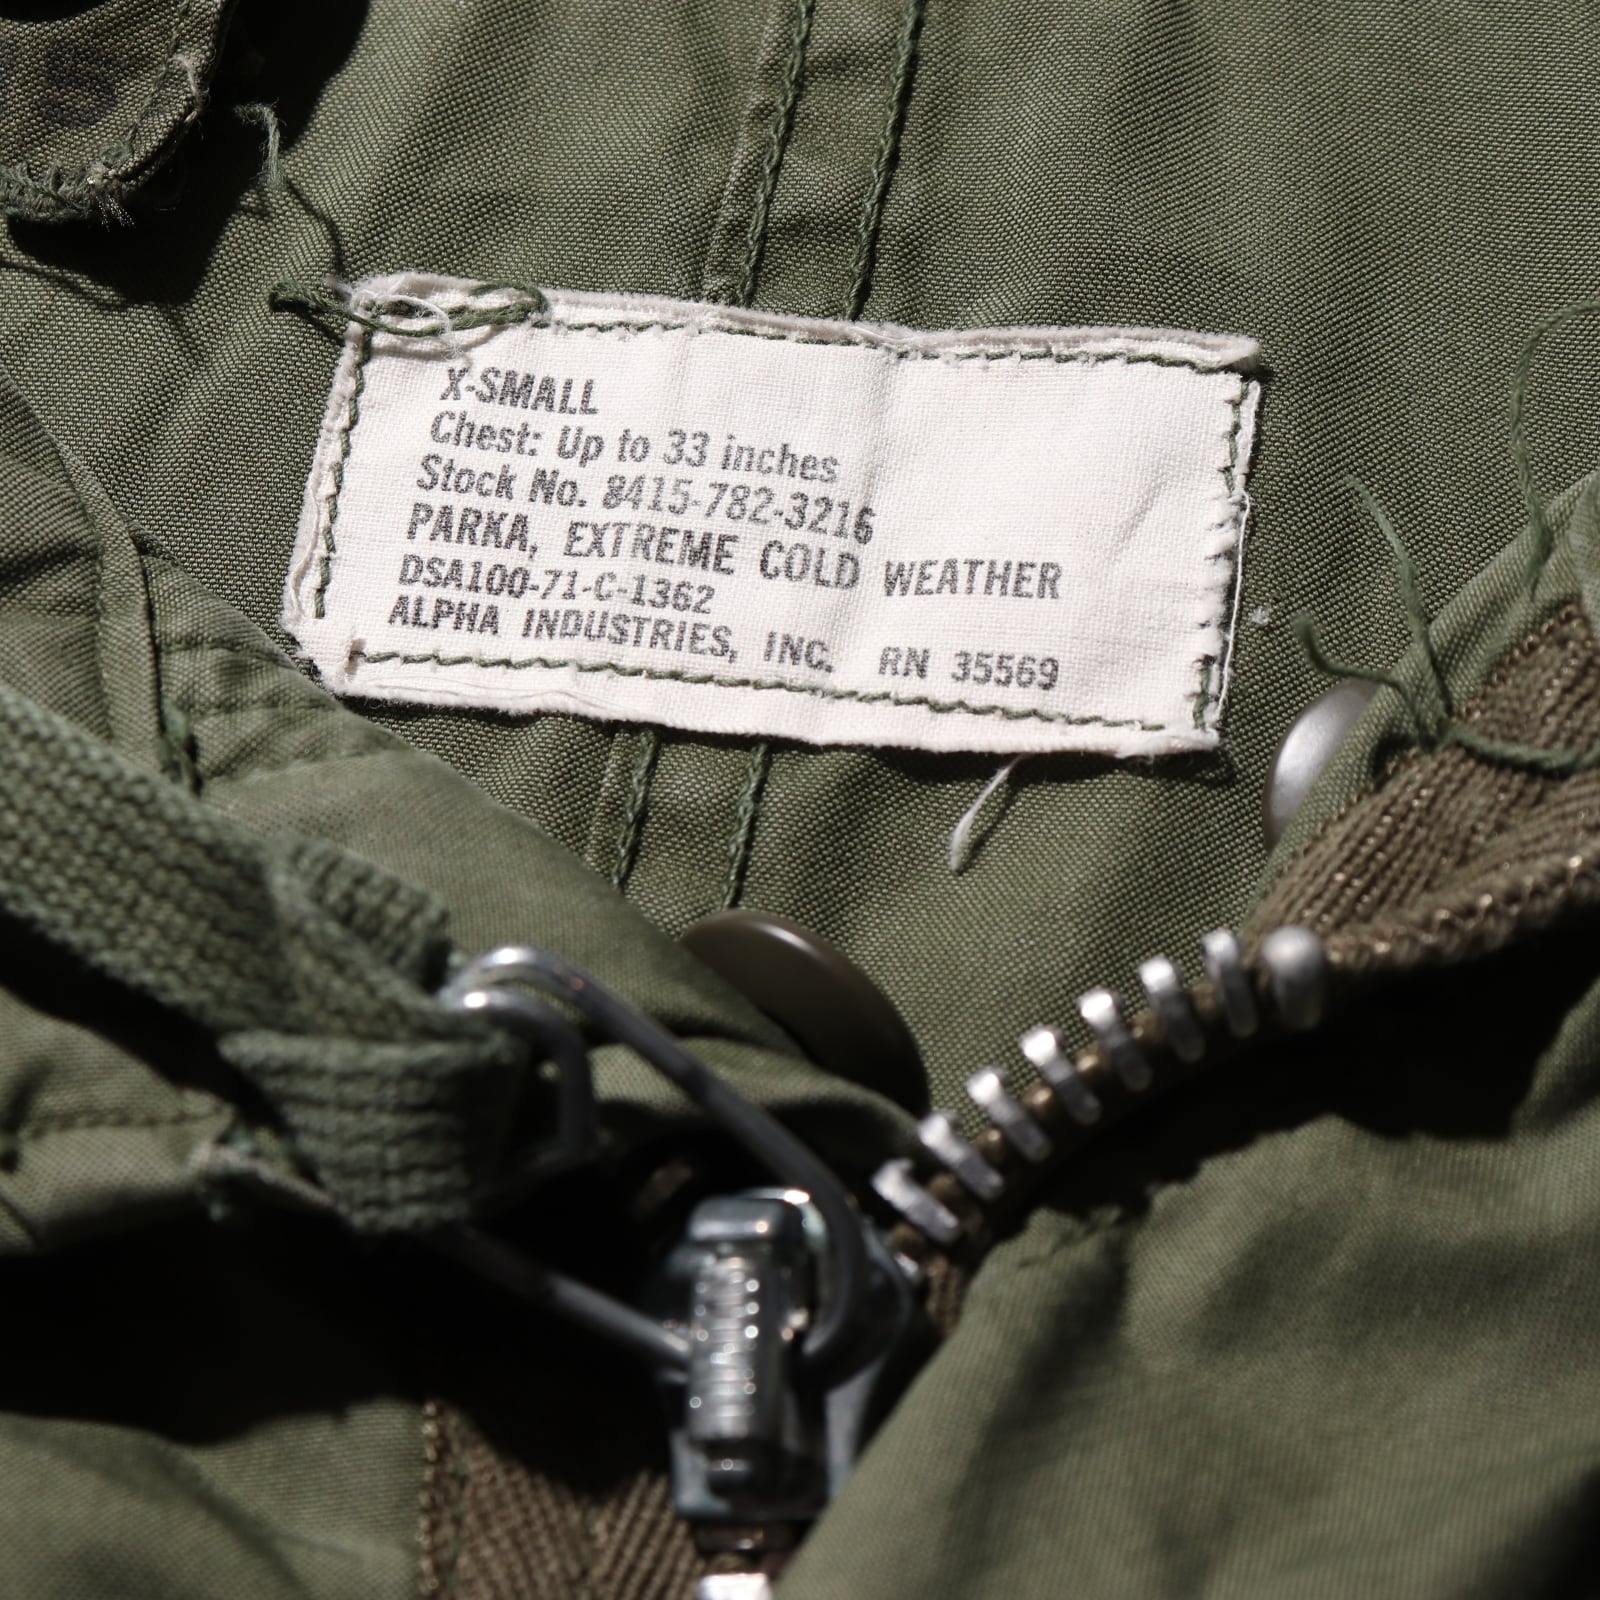 X-SMALL
Chest: Up to 33 inches
Stock No. 8415-782-3216
PARKA, EXTREME COLD WEATHER
DSA100-71-C-1362
ALPHA INDUSTRIES, INC. RN 35569